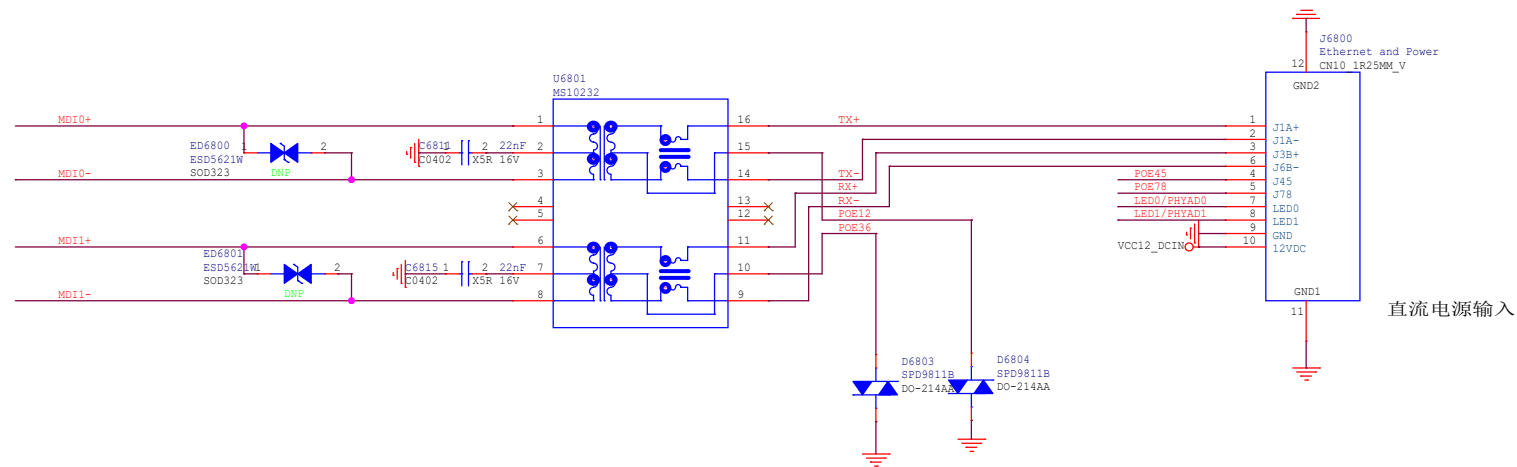 J6800
Ethernet and Power
CN10_1R25MM_V
12
GND2
U6801
MS10232
MDI0+
1
16
TX+
1
J1A+
2
J1A-
ED6800
ESD5621W
SOD323
1
2
DNP
C6811
C0402
1
2
22nF
X5R 16V
2
15
3
J3B+
6
J6B-
MDI0-
3
14
TX-
RX+
RX-
POE12
POE36
POE45
4
J45
POE78
5
J78
LED0/PHYAD0
7
LED0
LED1/PHYAD1
8
LED1
9
GND
VCC12_DCIN
10
12VDC
4
13
5
12
MDI1+
6
11
ED6801
ESD5621W
SOD323
1
2
DNP
C6815
C0402
1
2
22nF
X5R 16V
7
10
MDI1-
8
9
GND1
11
直流电源输入
D6803
SPD9811B
DO-214AA
D6804
SPD9811B
DO-214AA